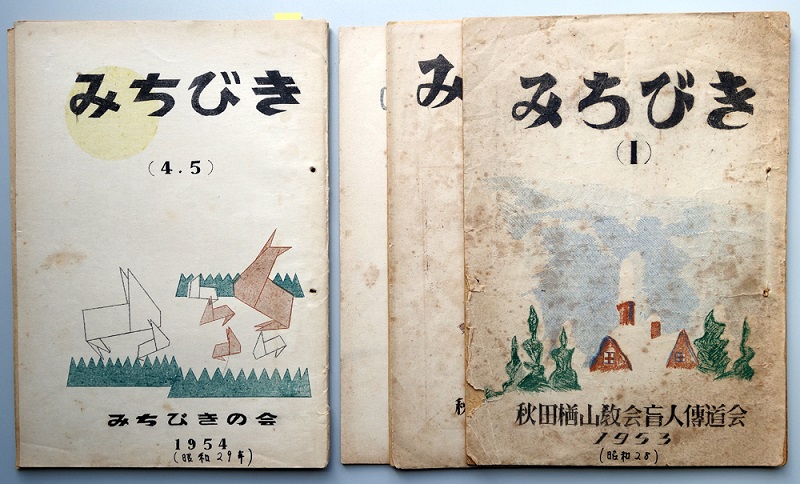 みちびき
(4.5)
みちびきの会
1954
(昭和29年)
み
みちびき
(1)
秋田楢山教会盲人傳道会
1953
(昭和28)